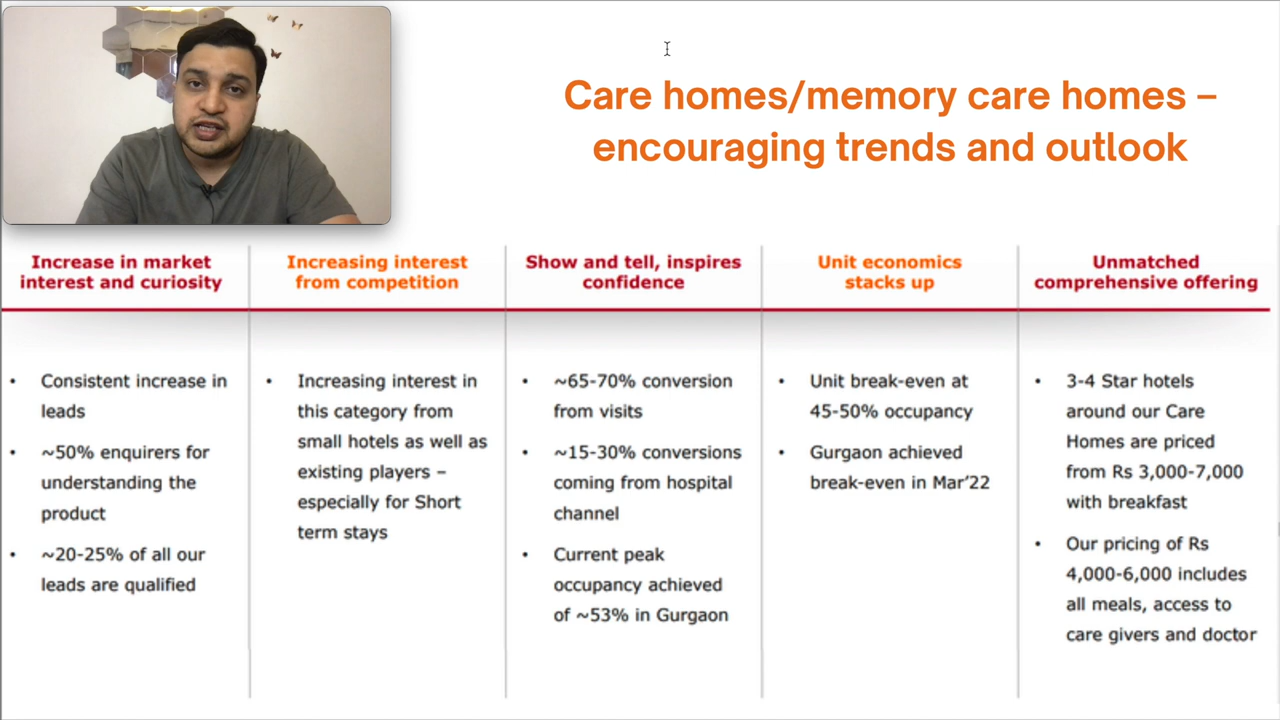 Care homes/memory care homes –
encouraging trends and outlook
Increase in market
interest and curiosity
• Consistent increase in
leads
• ~50% enquirers for
understanding the
product
• ~20-25% of all our
leads are qualified
Increasing interest
from competition
• Increasing interest in
this category from
small hotels as well as
existing players –
especially for Short
term stays
Show and tell, inspires
confidence
• ~65-70% conversion
from visits
• ~15-30% conversions
coming from hospital
channel
• Current peak
occupancy achieved
of ~53% in Gurgaon
Unit economics
stacks up
• Unit break-even at
45-50% occupancy
• Gurgaon achieved
break-even in Mar’22
Unmatched
comprehensive offering
• 3-4 Star hotels
around our Care
Homes are priced
from Rs 3,000-7,000
with breakfast
• Our pricing of Rs
4,000-6,000 includes
all meals, access to
care givers and doctor